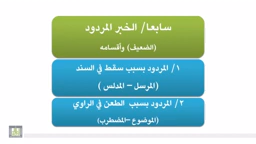 سابعا/ الخبر المردود
(الضعيف) وأقسامه
١/ المردود بسبب سقط في السند
(المرسل – المدلس )
٢/ المردود بسبب الطعن في الراوي
(الموضوع –المضطرب)